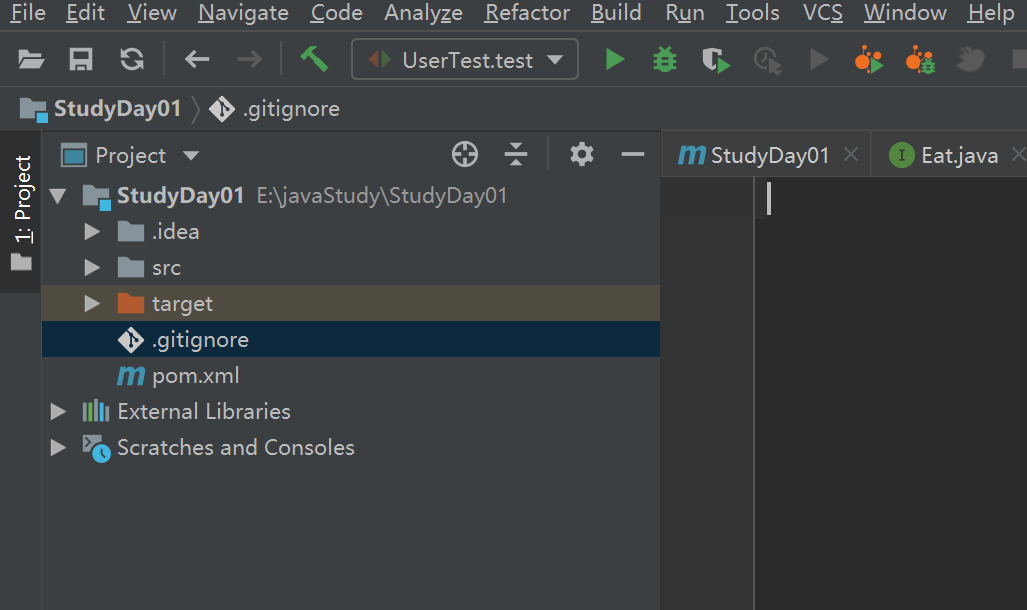 File Edit View Navigate Code Analyze Refactor Build Run Tools VCS Window Help
UserTest.test
StudyDay01 .gitignore
1: Project
Project
StudyDay01 Eat.java
StudyDay01 E:\javaStudy\StudyDay01
.idea
src
target
.gitignore
pom.xml
External Libraries
Scratches and Consoles